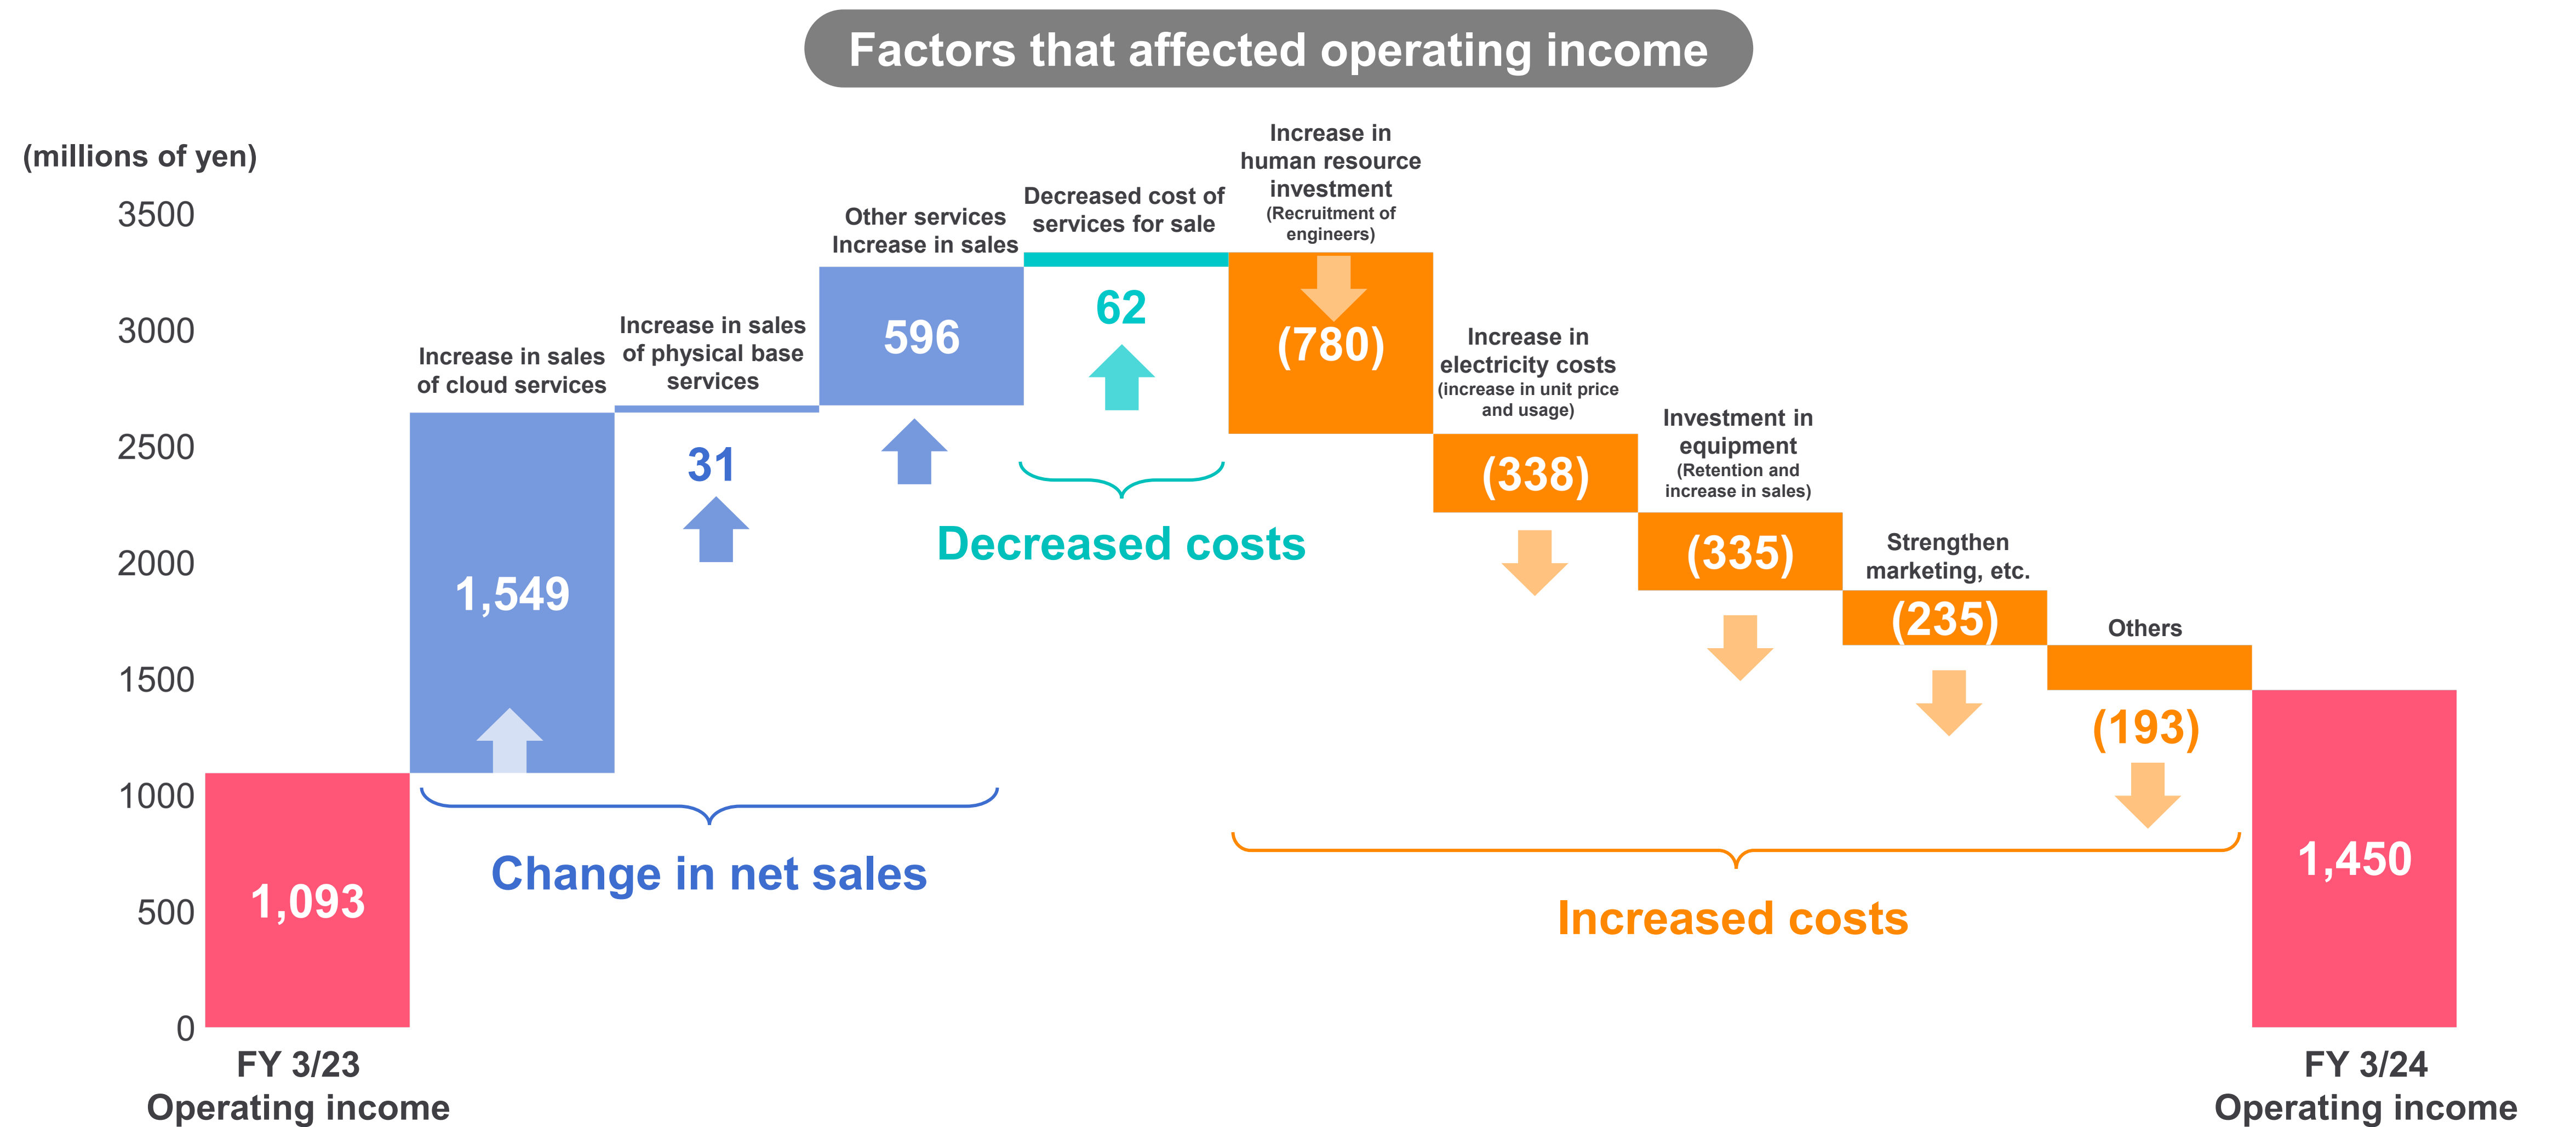 Factors that affected operating income
(millions of yen)
3500
3000
2500
2000
1500
1000
500
0
1,093
FY 3/23
Operating income
Increase in sales
of cloud services
1,549
Increase in sales
of physical base
services
31
Other services
Increase in sales
596
Change in net sales
Decreased cost of
services for sale
62
Decreased costs
Increase in
human resource
investment
(Recruitment of
engineers)
(780)
Increase in
electricity costs
(increase in unit price
and usage)
(338)
Investment in
equipment
(Retention and
increase in sales)
(335)
Strengthen
marketing, etc.
(235)
Others
(193)
Increased costs
1,450
FY 3/24
Operating income